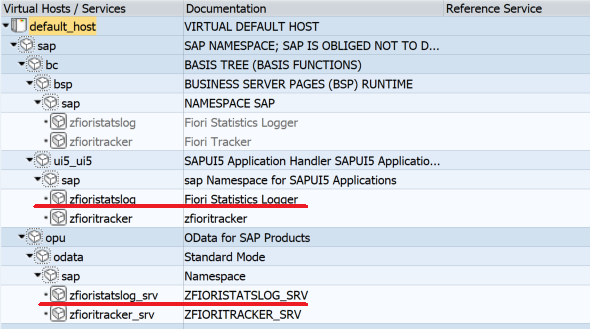 Virtual Hosts / Services Documentation Reference Service
default_host VIRTUAL DEFAULT HOST
sap SAP NAMESPACE; SAP IS OBLIGED NOT TO D...
bc BASIS TREE (BASIS FUNCTIONS)
bsp BUSINESS SERVER PAGES (BSP) RUNTIME
sap NAMESPACE SAP
zfioristatslog Fiori Statistics Logger
zfioritracker Fiori Tracker
ui5_ui5 SAPUI5 Application Handler SAPUI5 Applicatio...
sap sap Namespace for SAPUI5 Applications
zfioristatslog Fiori Statistics Logger
zfioritracker zfioritracker
opu OData for SAP Products
odata Standard Mode
sap Namespace
zfioristatslog_srv ZFIORISTATSLOG_SRV
zfioritracker_srv ZFIORITRACKER_SRV